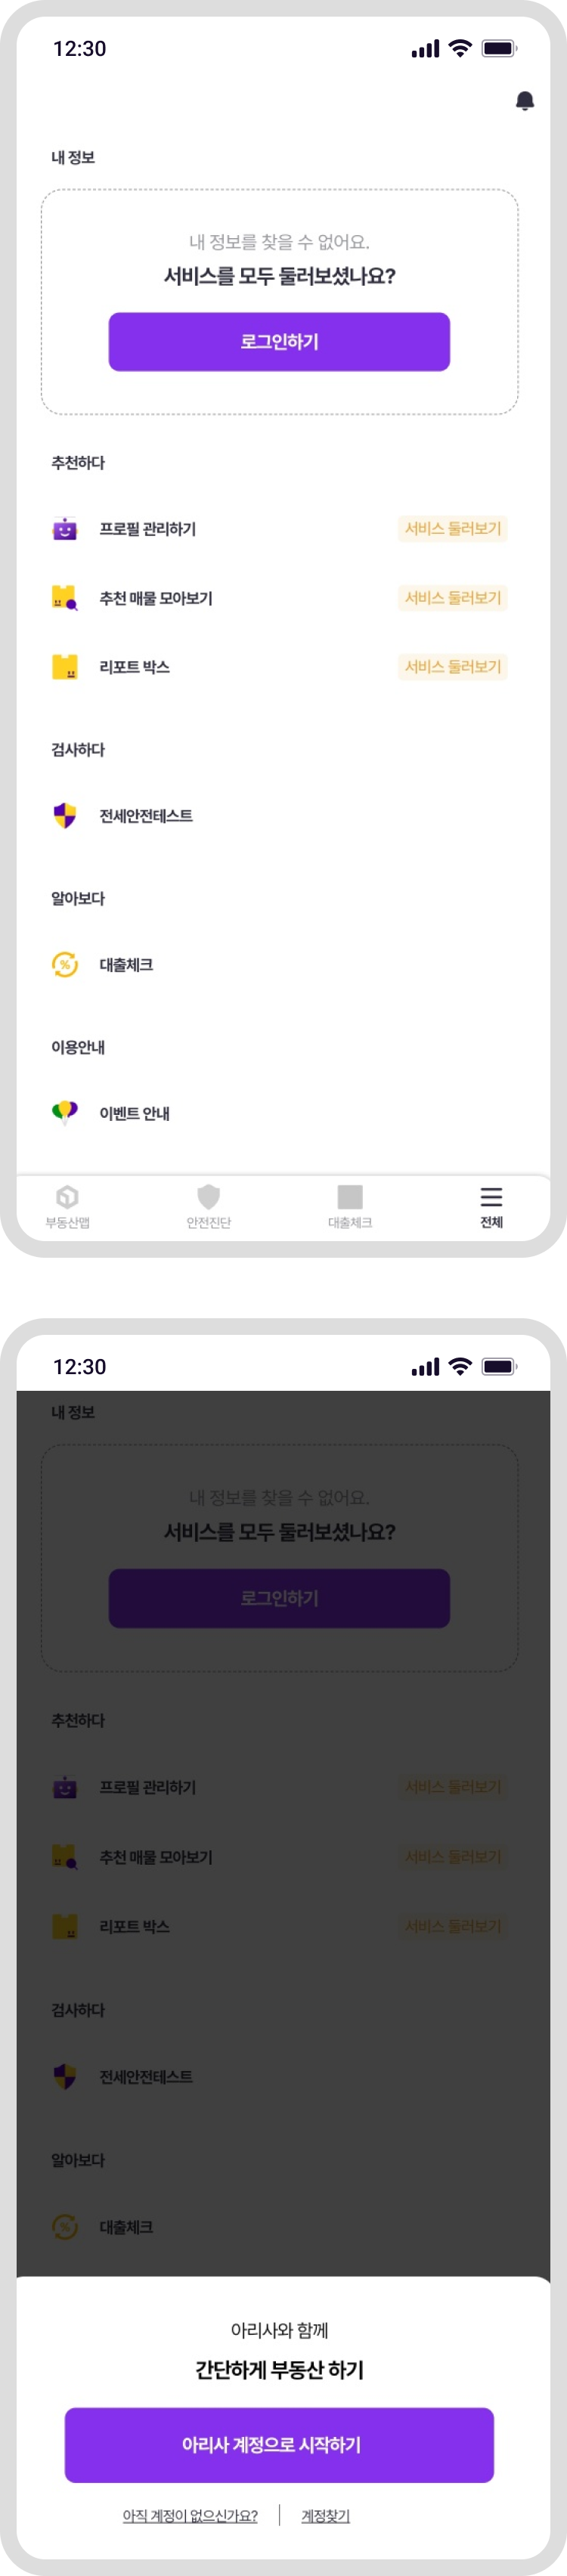 12:30
내 정보
내 정보를 찾을 수 없어요.
서비스를 모두 둘러보셨나요?
로그인하기
추천하다
프로필 관리하기 서비스 둘러보기
추천 매물 모아보기 서비스 둘러보기
리포트 박스 서비스 둘러보기
검사하다
전세안전테스트
알아보다
%
대출체크
이용안내
이벤트 안내
부동산맵 안전진단 대출체크 전체
12:30
내 정보
내 정보를 찾을 수 없어요.
서비스를 모두 둘러보셨나요?
로그인하기
추천하다
프로필 관리하기 서비스 둘러보기
추천 매물 모아보기 서비스 둘러보기
리포트 박스 서비스 둘러보기
검사하다
전세안전테스트
알아보다
%
대출체크
아리사와 함께
간단하게 부동산 하기
아리사 계정으로 시작하기
아직 계정이 없으신가요? 계정찾기